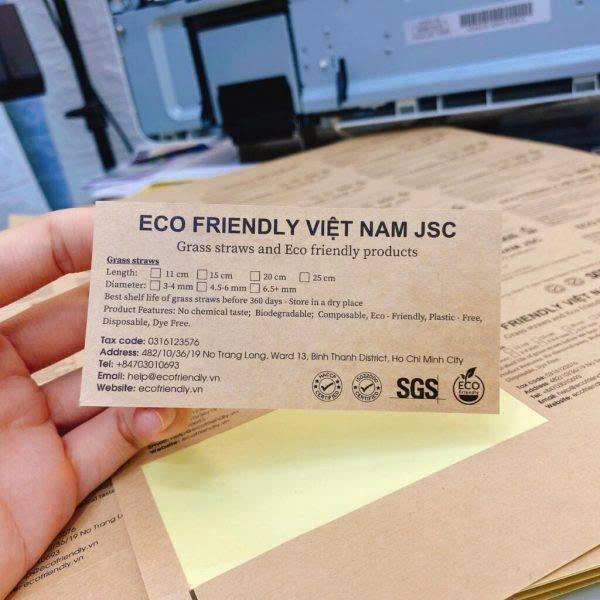 ECO FRIENDLY VIỆT NAM JSC
Grass straws and Eco friendly products
Grass straws
Length: 11 cm 15 cm 20 cm 25 cm
Diameter: 3-4 mm 4.5-6 mm 6.5+ mm
Best shelf life of grass straws before 360 days - Store in a dry place
Product Features: No chemical taste; Biodegradable; Composable, Eco - Friendly, Plastic - Free,
Disposable, Dye Free.
Tax code: 0316123576
Address: 482/10/36/19 No Trang Long, Ward 13, Binh Thanh District, Ho Chi Minh City
Tel: +84703010693
Email: help@ecofriendly.vn
Website: ecofriendly.vn
HACCP
CERTIFIED
CERTIFIED
SGS
ECO
friendly